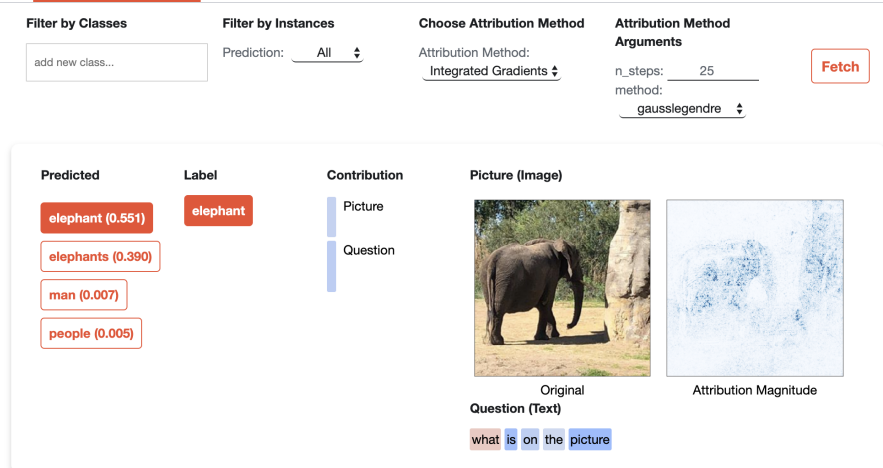 Filter by Classes
add new class...
Filter by Instances
Prediction: All
Choose Attribution Method
Attribution Method:
Integrated Gradients
Attribution Method
Arguments
n_steps: 25
method:
gausslegendre
Fetch
Predicted
elephant (0.551)
elephants (0.390)
man (0.007)
people (0.005)
Label
elephant
Contribution
Picture
Question
Picture (Image)
Original
Attribution Magnitude
Question (Text)
what is on the picture